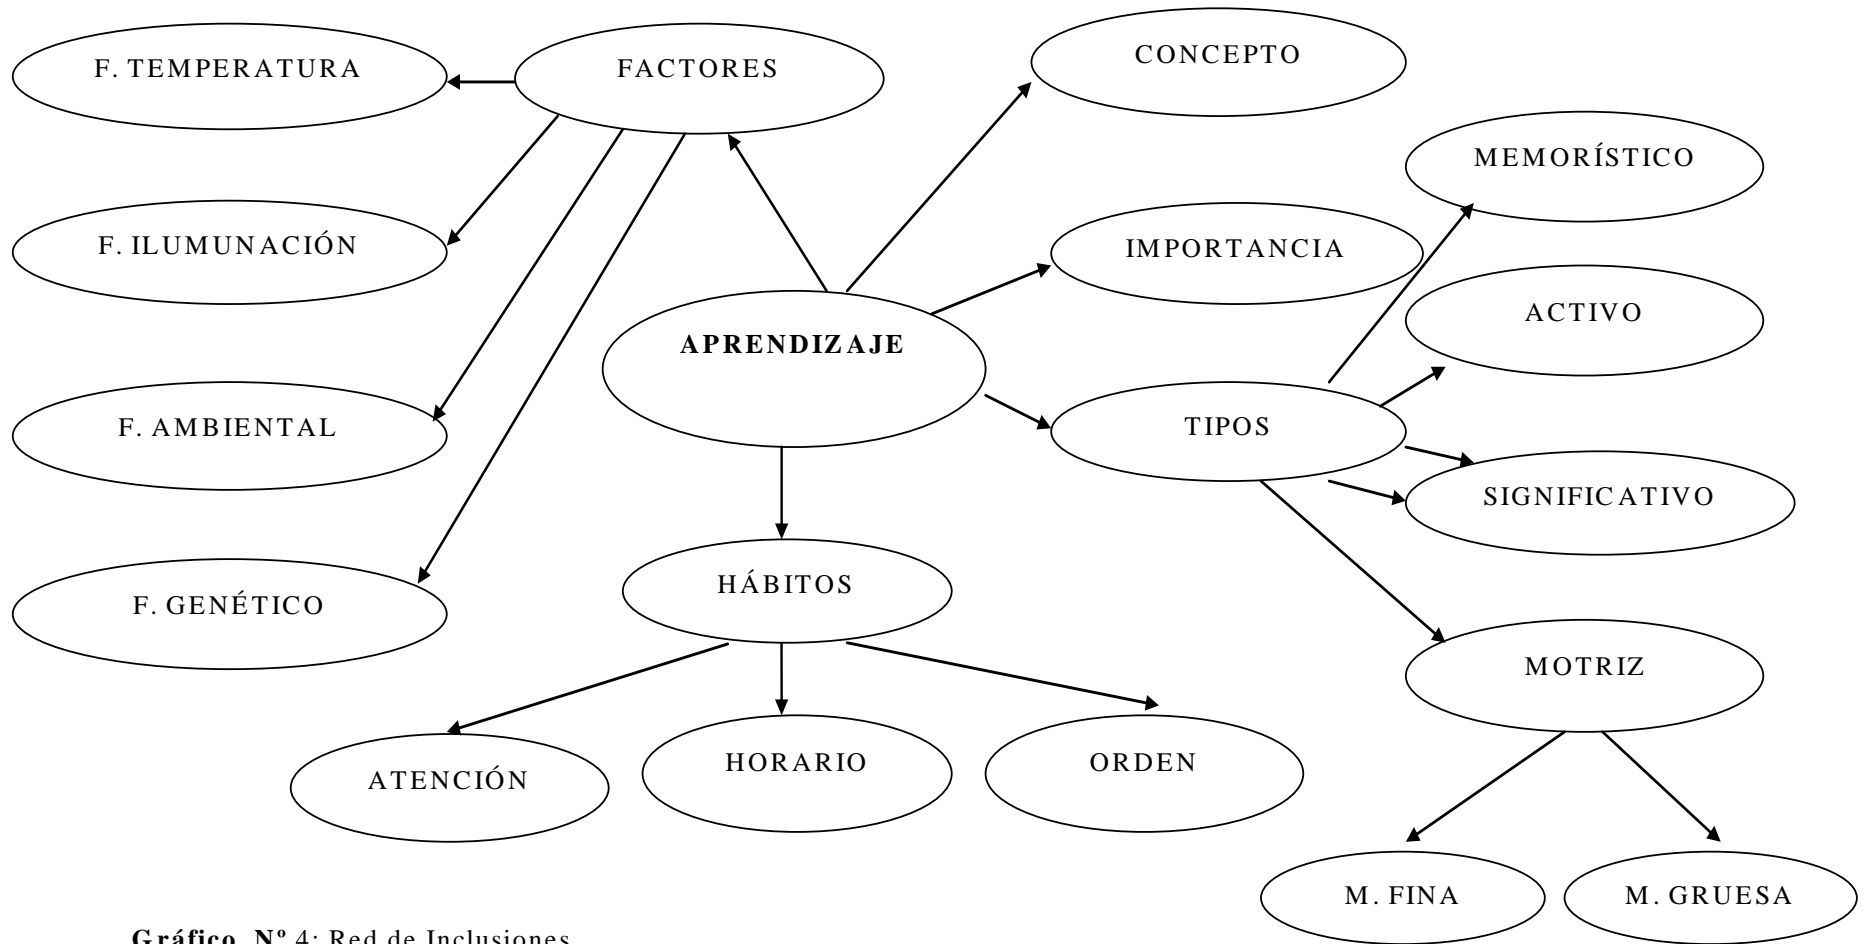 CONCEPTO
F. TEMPERATURA
FACTORES
MEMORÍSTICO
F. ILUMUNACIÓN
IMPORTANCIA
ACTIVO
APRENDIZAJE
F. AMBIENTAL
TIPOS
SIGNIFICATIVO
HÁBITOS
F. GENÉTICO
MOTRIZ
ATENCIÓN
HORARIO
ORDEN
M. FINA
M. GRUESA
Gráfico Nº 4: Red de Inclusiones